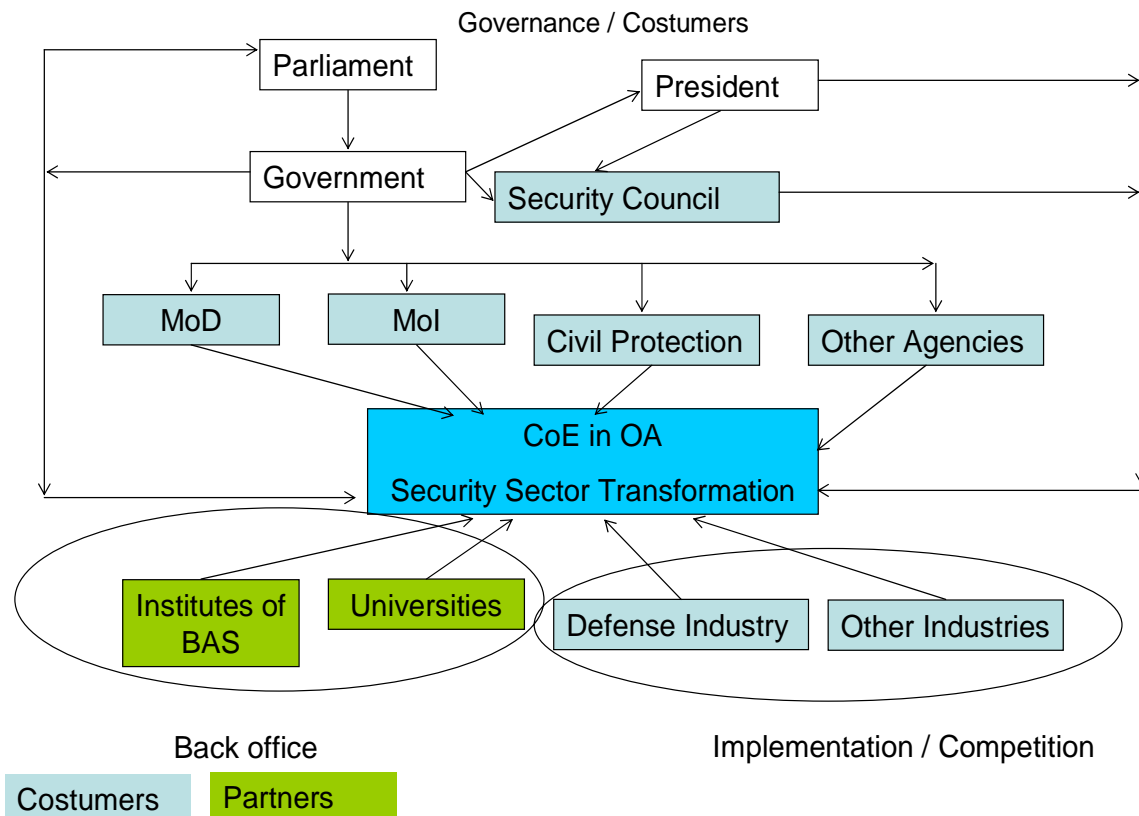 Governance / Costumers
Parliament
President
Government
Security Council
MoD
MoI
Civil Protection
Other Agencies
CoE in OA
Security Sector Transformation
Institutes of
BAS
Universities
Defense Industry
Other Industries
Back office
Implementation / Competition
Costumers
Partners